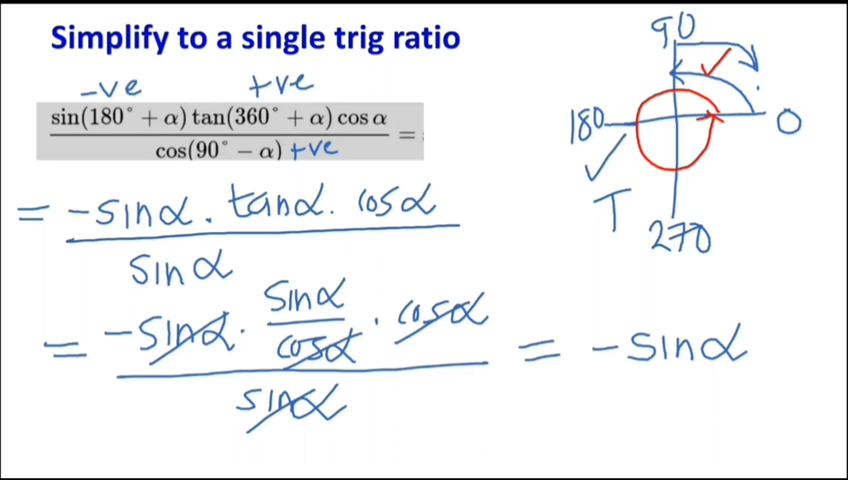 Simplify to a single trig ratio
90
-ve +ve
sin(180° + α) tan(360° + α) cos α
cos(90° − α) +ve
=
180
0
T
270
= -sinα . tanα . cosα
sinα
= -sinα . sinα/cosα . cosα = -sinα
sinα